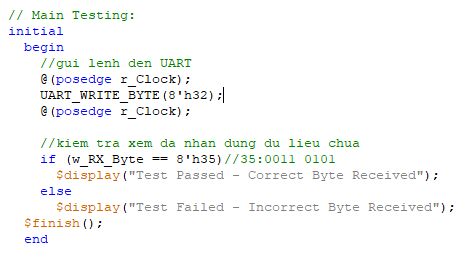 // Main Testing:
initial
begin
//gui lenh den UART
@(posedge r_Clock);
UART_WRITE_BYTE(8'h32);
@(posedge r_Clock);
//kiem tra xem da nhan dung du lieu chua
if (w_RX_Byte == 8'h35)//35:0011 0101
$display("Test Passed - Correct Byte Received");
else
$display("Test Failed - Incorrect Byte Received");
$finish();
end